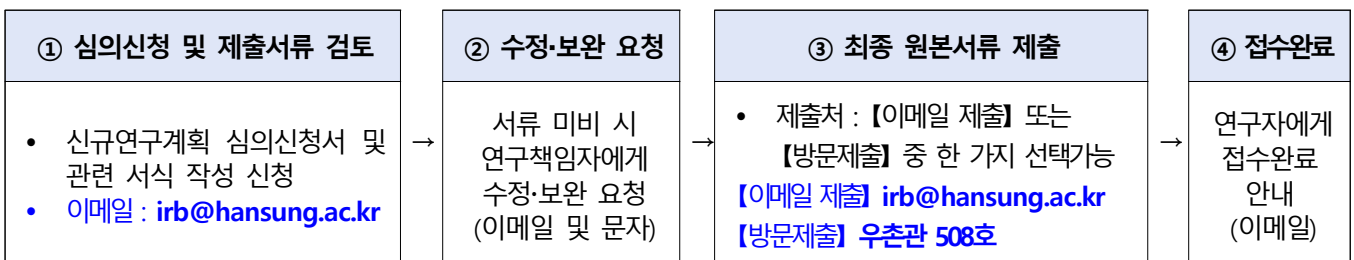 ① 심의신청 및 제출서류 검토
• 신규연구계획 심의신청서 및
관련 서식 작성 신청
• 이메일 : irb@hansung.ac.kr
→
② 수정·보완 요청
서류 미비 시
연구책임자에게
수정·보완 요청
(이메일 및 문자)
→
③ 최종 원본서류 제출
• 제출처 :【이메일 제출】또는
【방문제출】중 한 가지 선택가능
【이메일 제출】irb@hansung.ac.kr
【방문제출】우촌관 508호
→
④ 접수완료
연구자에게
접수완료
안내
(이메일)